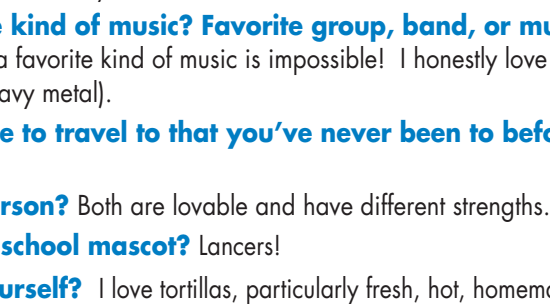 kind of music? Favorite group, band, or mu
a favorite kind of music is impossible! I honestly love
avy metal).
e to travel to that you've never been to befo
rson? Both are lovable and have different strengths.
school mascot? Lancers!
urself? I love tortillas, particularly fresh, hot, homema